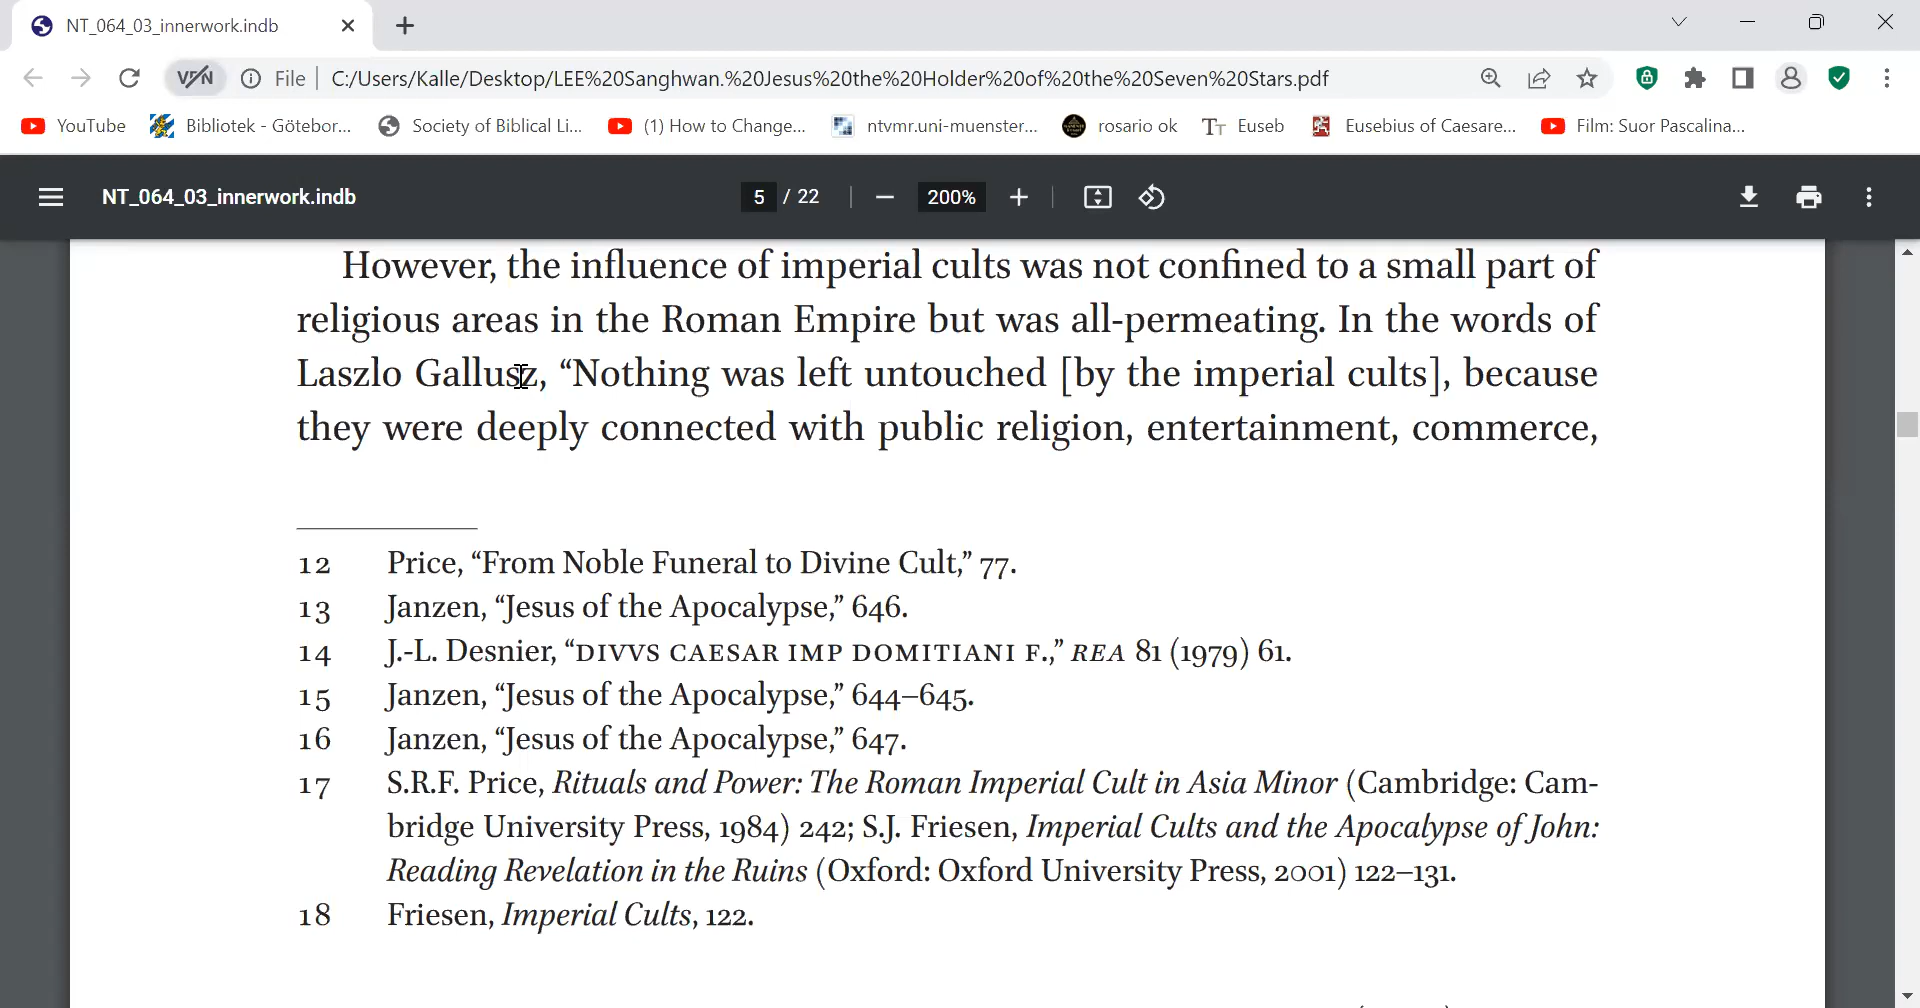 NT_064_03_innerwork.indb
VPN File C:/Users/Kalle/Desktop/LEE%20Sanghwan.%20Jesus%20the%20Holder%20of%20the%20Seven%20Stars.pdf
YouTube Bibliotek - Götebor... Society of Biblical Li... (1) How to Change... ntvmr.uni-muenster... rosario ok Euseb Eusebius of Caesare... Film: Suor Pascalina...
NT_064_03_innerwork.indb 5 / 22 200%
However, the influence of imperial cults was not confined to a small part of
religious areas in the Roman Empire but was all-permeating. In the words of
Laszlo Gallusz, “Nothing was left untouched [by the imperial cults], because
they were deeply connected with public religion, entertainment, commerce,
12 Price, “From Noble Funeral to Divine Cult,” 77.
13 Janzen, “Jesus of the Apocalypse,” 646.
14 J.-L. Desnier, “DIVVS CAESAR IMP DOMITIANI F.,” REA 81 (1979) 61.
15 Janzen, “Jesus of the Apocalypse,” 644–645.
16 Janzen, “Jesus of the Apocalypse,” 647.
17 S.R.F. Price, Rituals and Power: The Roman Imperial Cult in Asia Minor (Cambridge: Cam-
bridge University Press, 1984) 242; S.J. Friesen, Imperial Cults and the Apocalypse of John:
Reading Revelation in the Ruins (Oxford: Oxford University Press, 2001) 122–131.
18 Friesen, Imperial Cults, 122.